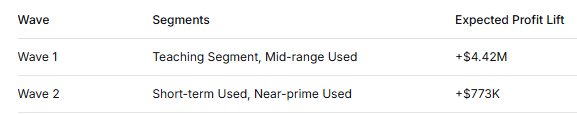 Wave Segments Expected Profit Lift
Wave 1 Teaching Segment, Mid-range Used +$4.42M
Wave 2 Short-term Used, Near-prime Used +$773K